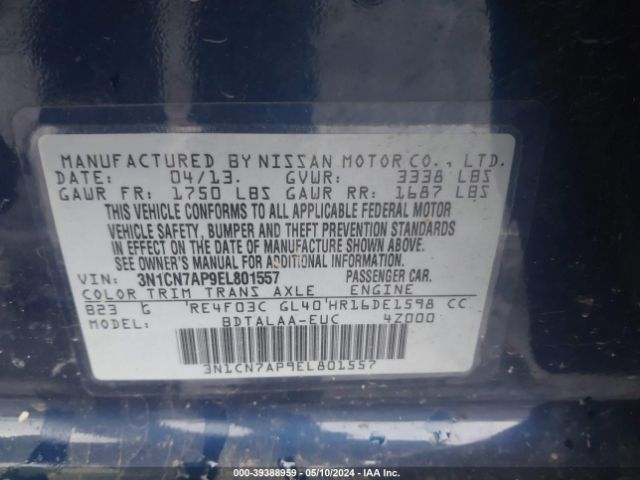 MANUFACTURED BY NISSAN MOTOR CO., LTD.
DATE: 04/13. GVWR: 3338 LBS
GAWR FR: 1750 LBS GAWR RR: 1687 LBS
THIS VEHICLE CONFORMS TO ALL APPLICABLE FEDERAL MOTOR
VEHICLE SAFETY, BUMPER AND THEFT PREVENTION STANDARDS
IN EFFECT ON THE DATE OF MANUFACTURE SHOWN ABOVE.
SEE OWNER'S MANUAL FOR ADDITIONAL INFORMATION.
VIN: 3N1CN7AP9EL801557 PASSENGER CAR.
COLOR TRIM TRANS AXLE ENGINE
B23 G RE4F03C GL40 HR16DE1598 CC
MODEL: BDTALAA-EUC 4Z000
3N1CN7AP9EL801557
000-39388959 - 05/10/2024 - IAA Inc.